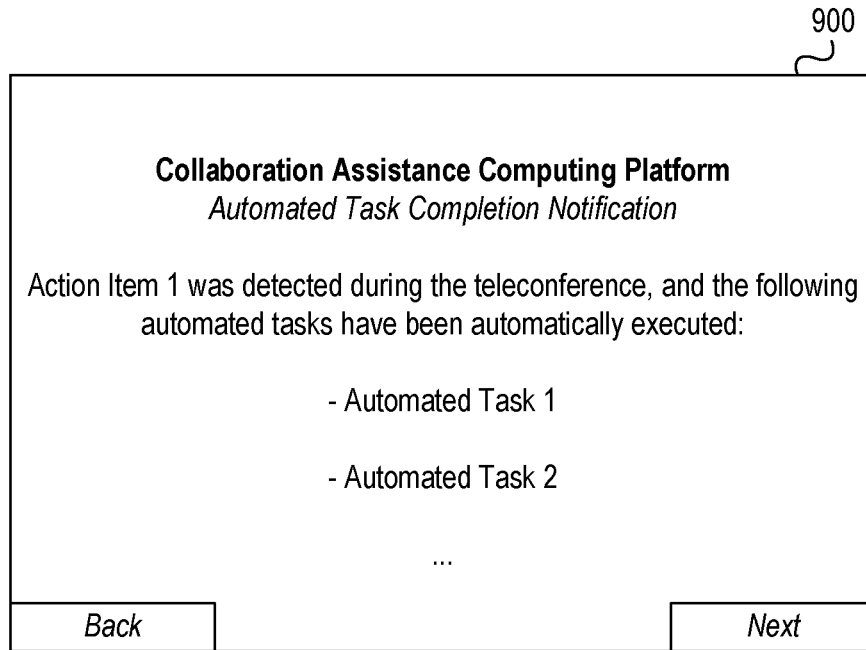 900
Collaboration Assistance Computing Platform
Automated Task Completion Notification
Action Item 1 was detected during the teleconference, and the following
automated tasks have been automatically executed:
- Automated Task 1
- Automated Task 2
...
Back
Next